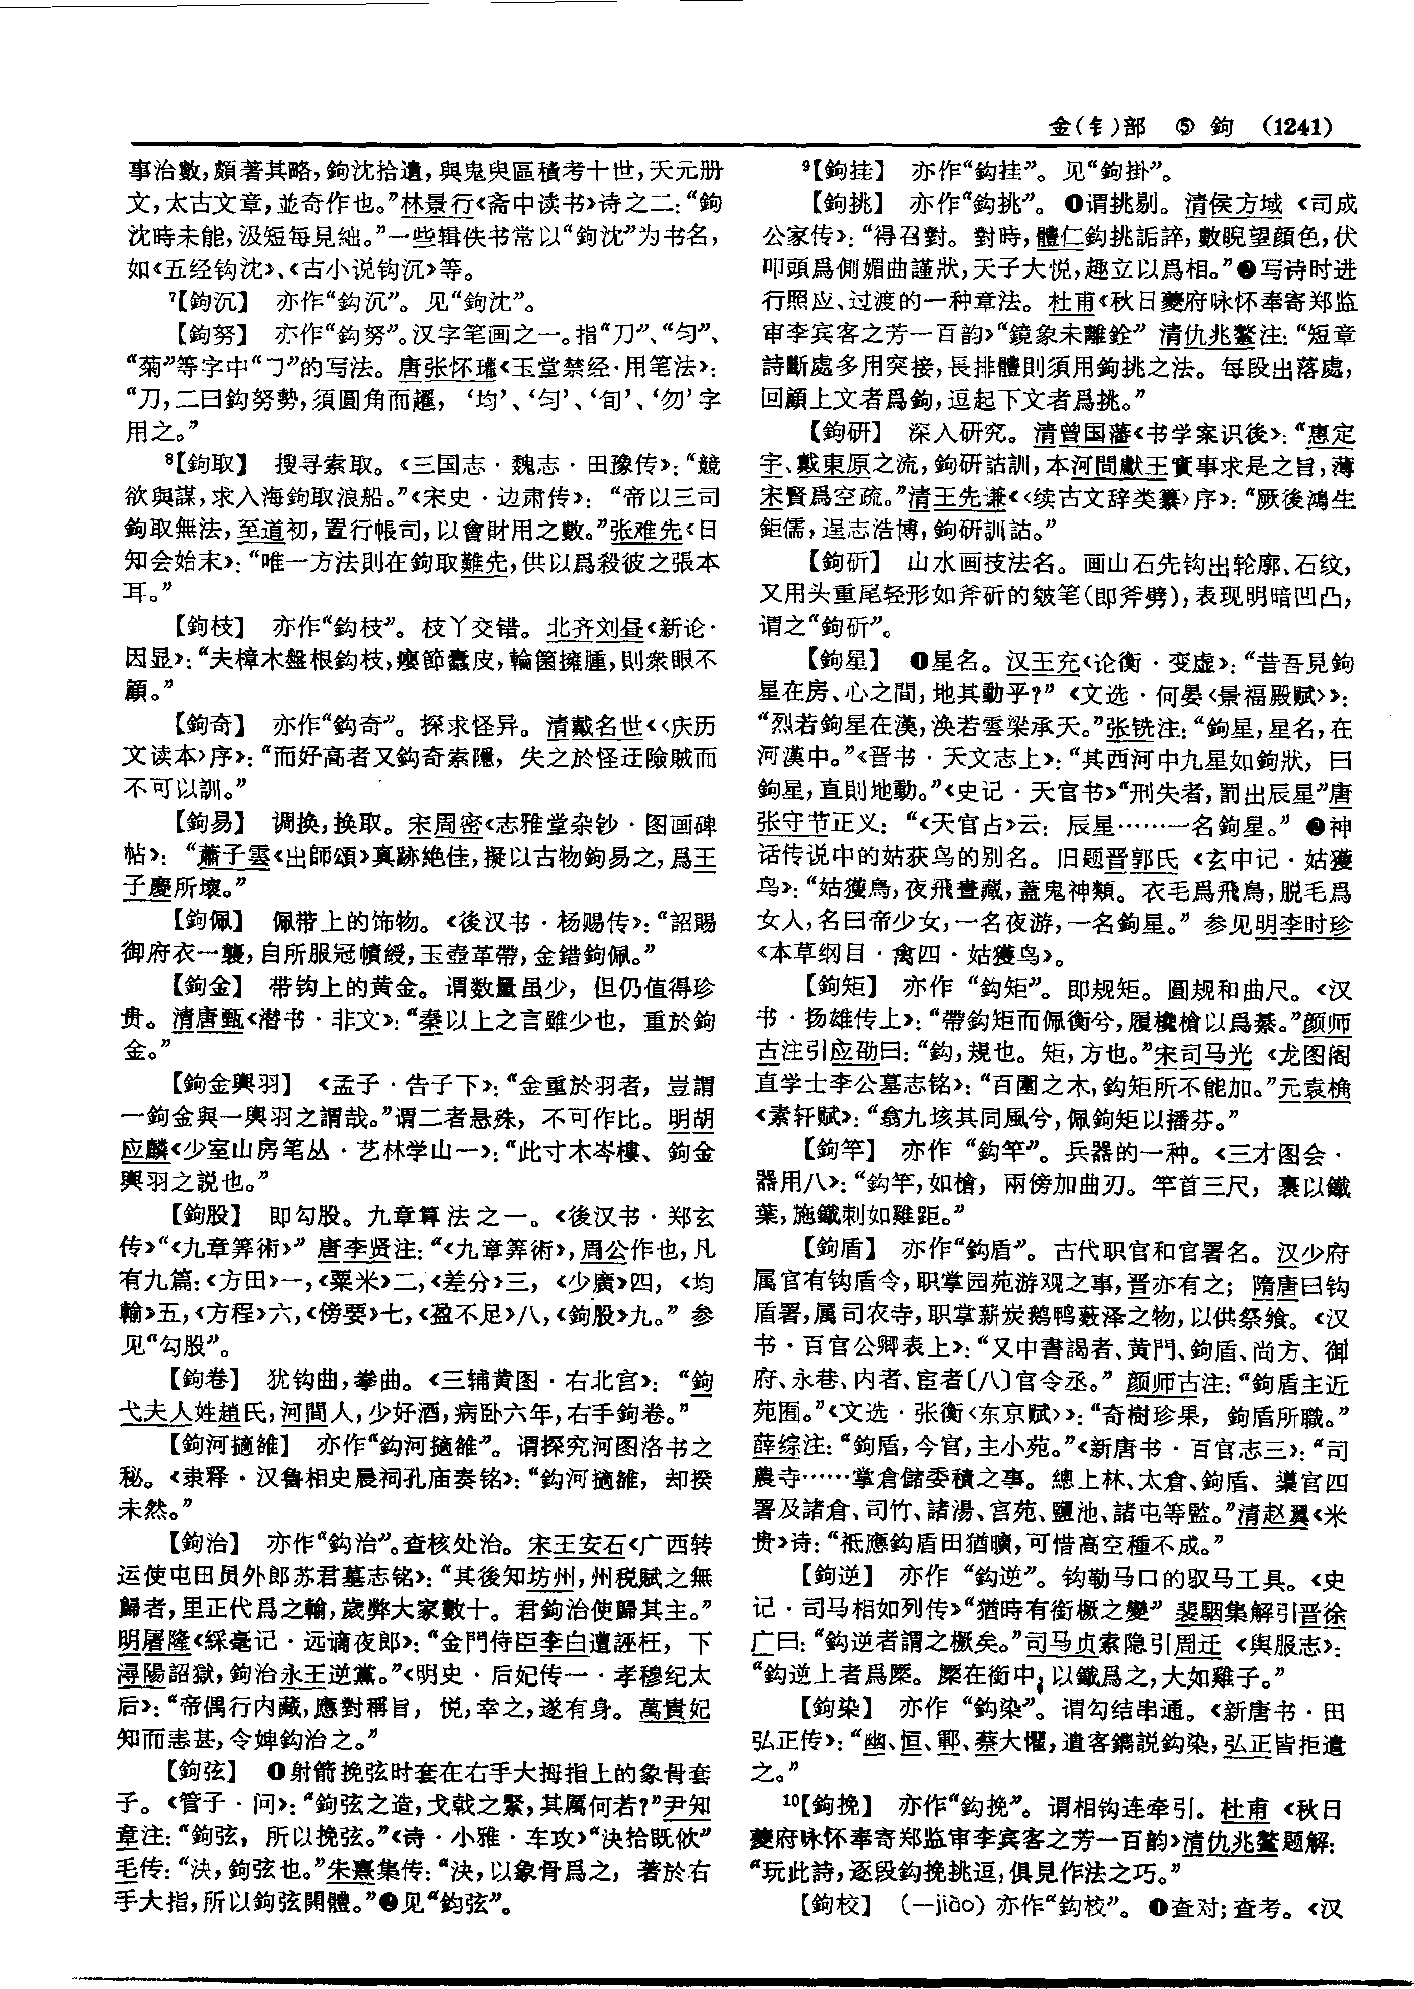 金(钅)部　⑤　鉤　(1241)
事治數，頗著其略，鉤沈拾遺，與鬼臾區積考十世，天元册
文，太古文章，並奇作也。”林景行《斋中读书》诗之二：“鉤
沈時未能，汲短每見絀。”一些辑佚书常以“鉤沈”为书名，
如《五经钩沈》、《古小说钩沉》等。
⁷【鉤沉】　亦作“鈎沉”。见“鉤沈”。
【鉤努】　亦作“鈎努”。汉字笔画之一。指“刀”、“匀”、
“菊”等字中“㇆”的写法。唐张怀瓘《玉堂禁经·用笔法》：
“刀，二曰鈎努勢，須圓角而趯，‘均’、‘匀’、‘旬’、‘勿’字
用之。”
⁸【鉤取】　搜寻索取。《三国志·魏志·田豫传》：“競
欲與謀，求入海鉤取浪船。”《宋史·边肃传》：“帝以三司
鉤取無法，至道初，置行帳司，以會財用之數。”张难先《日
知会始末》：“唯一方法則在鉤取難先，供以爲殺彼之張本
耳。”
【鉤枝】　亦作“鈎枝”。枝丫交错。北齐刘昼《新论·
因显》：“夫樟木盤根鈎枝，瘿節蠹皮，輪箘擁腫，則衆眼不
顧。”
【鉤奇】　亦作“鈎奇”。探求怪异。清戴名世《〈庆历
文读本〉序》：“而好高者又鈎奇索隱，失之於怪迂險賊而
不可以訓。”
【鉤易】　调换，换取。宋周密《志雅堂杂钞·图画碑
帖》：“蕭子雲《出師頌》真跡絶佳，擬以古物鉤易之，爲王
子慶所壞。”
【鉤佩】　佩带上的饰物。《後汉书·杨赐传》：“詔賜
御府衣一襲，自所服冠幘綬，玉壺革帶，金錯鉤佩。”
【鉤金】　带钩上的黄金。谓数量虽少，但仍值得珍
贵。清唐甄《潜书·非文》：“秦以上之言雖少也，重於鉤
金。”
【鉤金輿羽】　《孟子·告子下》：“金重於羽者，豈謂
一鉤金與一輿羽之謂哉。”谓二者悬殊，不可作比。明胡
应麟《少室山房笔丛·艺林学山一》：“此寸木岑樓、鉤金
輿羽之説也。”
【鉤股】　即勾股。九章算法之一。《後汉书·郑玄
传》“《九章筭術》”唐李贤注：“《九章筭術》，周公作也，凡
有九篇：《方田》一，《粟米》二，《差分》三，《少廣》四，《均
輸》五，《方程》六，《傍要》七，《盈不足》八，《鉤股》九。”参
见“勾股”。
【鉤卷】　犹钩曲，拳曲。《三辅黄图·右北宫》：“鉤
弋夫人姓趙氏，河間人，少好酒，病卧六年，右手鉤卷。”
【鉤河擿雒】　亦作“鈎河擿雒”。谓探究河图洛书之
秘。《隶释·汉鲁相史晨祠孔庙奏铭》：“鈎河擿雒，却揆
未然。”
【鉤治】　亦作“鈎治”。查核处治。宋王安石《广西转
运使屯田员外郎苏君墓志铭》：“其後知坊州，州税賦之無
歸者，里正代爲之輸，歲弊大家數十。君鉤治使歸其主。”
明屠隆《綵毫记·远谪夜郎》：“金門侍臣李白遭誣枉，下
潯陽詔獄，鉤治永王逆黨。”《明史·后妃传一·孝穆纪太
后》：“帝偶行内藏，應對稱旨，悦，幸之，遂有身。萬貴妃
知而恚甚，令婢鈎治之。”
【鉤弦】　❶射箭挽弦时套在右手大拇指上的象骨套
子。《管子·问》：“鉤弦之造，戈戟之緊，其厲何若？”尹知
章注：“鉤弦，所以挽弦。”《诗·小雅·车攻》“決拾既佽”
毛传：“決，鉤弦也。”朱熹集传：“決，以象骨爲之，著於右
手大指，所以鉤弦開體。”❷见“鈎弦”。
⁹【鉤挂】　亦作“鈎挂”。见“鉤掛”。
【鉤挑】　亦作“鈎挑”。❶谓挑剔。清侯方域《司成
公家传》：“得召對。對時，體仁鈎挑詬誶，數睨望顔色，伏
叩頭爲側媚曲謹狀，天子大悦，趣立以爲相。”❷写诗时进
行照应、过渡的一种章法。杜甫《秋日夔府咏怀奉寄郑监
审李宾客之芳一百韵》“鏡象未離銓”清仇兆鳌注：“短章
詩斷處多用突接，長排體則須用鈎挑之法。每段出落處，
回顧上文者爲鈎，逗起下文者爲挑。”
【鉤研】　深入研究。清曾国藩《书学案识後》：“惠定
宇、戴東原之流，鉤研詁訓，本河間獻王實事求是之旨，薄
宋賢爲空疏。”清王先谦《〈续古文辞类纂〉序》：“厥後鴻生
鉅儒，逞志浩博，鉤研訓詁。”
【鉤斫】　山水画技法名。画山石先钩出轮廓、石纹，
又用头重尾轻形如斧斫的皴笔(即斧劈)，表现明暗凹凸，
谓之“鉤斫”。
【鉤星】　❶星名。汉王充《论衡·变虚》：“昔吾見鉤
星在房、心之間，地其動乎？”《文选·何晏〈景福殿赋〉》：
“烈若鉤星在漢，渙若雲梁承天。”张铣注：“鉤星，星名，在
河漢中。”《晋书·天文志上》：“其西河中九星如鉤狀，曰
鉤星，直則地動。”《史记·天官书》“刑失者，罰出辰星”唐
张守节正义：“《天官占》云：辰星……一名鉤星。”❷神
话传说中的姑获鸟的别名。旧题晋郭氏《玄中记·姑獲
鸟》：“姑獲鳥，夜飛晝藏，蓋鬼神類。衣毛爲飛鳥，脱毛爲
女人，名曰帝少女，一名夜游，一名鉤星。”参见明李时珍
《本草纲目·禽四·姑獲鸟》。
【鉤矩】　亦作“鈎矩”。即规矩。圆规和曲尺。《汉
书·扬雄传上》：“帶鈎矩而佩衡兮，履欃槍以爲綦。”颜师
古注引应劭曰：“鈎，規也。矩，方也。”宋司马光《龙图阁
直学士李公墓志铭》：“百圍之木，鈎矩所不能加。”元袁桷
《素轩赋》：“翕九垓其同風兮，佩鉤矩以播芬。”
【鉤竿】　亦作“鈎竿”。兵器的一种。《三才图会·
器用八》：“鈎竿，如槍，兩傍加曲刃。竿首三尺，裹以鐵
葉，施鐵刺如雞距。”
【鉤盾】　亦作“鈎盾”。古代职官和官署名。汉少府
属官有钩盾令，职掌园苑游观之事，晋亦有之；隋唐曰钩
盾署，属司农寺，职掌薪炭鹅鸭薮泽之物，以供祭飨。《汉
书·百官公卿表上》：“又中書謁者、黄門、鉤盾、尚方、御
府、永巷、内者、宦者〔八〕官令丞。”颜师古注：“鉤盾主近
苑囿。”《文选·张衡〈东京赋〉》：“奇樹珍果，鉤盾所職。”
薛综注：“鉤盾，今官，主小苑。”《新唐书·百官志三》：“司
農寺……掌倉儲委積之事。總上林、太倉、鉤盾、䆃官四
署及諸倉、司竹、諸湯、宫苑、鹽池、諸屯等監。”清赵翼《米
贵》诗：“祇應鈎盾田猶曠，可惜高空種不成。”
【鉤逆】　亦作“鈎逆”。钩勒马口的驭马工具。《史
记·司马相如列传》“猶時有銜橛之變”裴駰集解引晋徐
广曰：“鈎逆者謂之橛矣。”司马贞索隐引周迁《舆服志》：
“鈎逆上者爲橜。橜在銜中，以鐵爲之，大如雞子。”
【鉤染】　亦作“鈎染”。谓勾结串通。《新唐书·田
弘正传》：“幽、恒、鄆、蔡大懼，遣客鐫説鈎染，弘正皆拒遣
之。”
¹⁰【鉤挽】　亦作“鈎挽”。谓相钩连牵引。杜甫《秋日
夔府咏怀奉寄郑监审李宾客之芳一百韵》清仇兆鳌题解：
“玩此詩，逐段鈎挽挑逗，俱見作法之巧。”
【鉤校】　(—jiào) 亦作“鈎校”。❶查对；查考。《汉